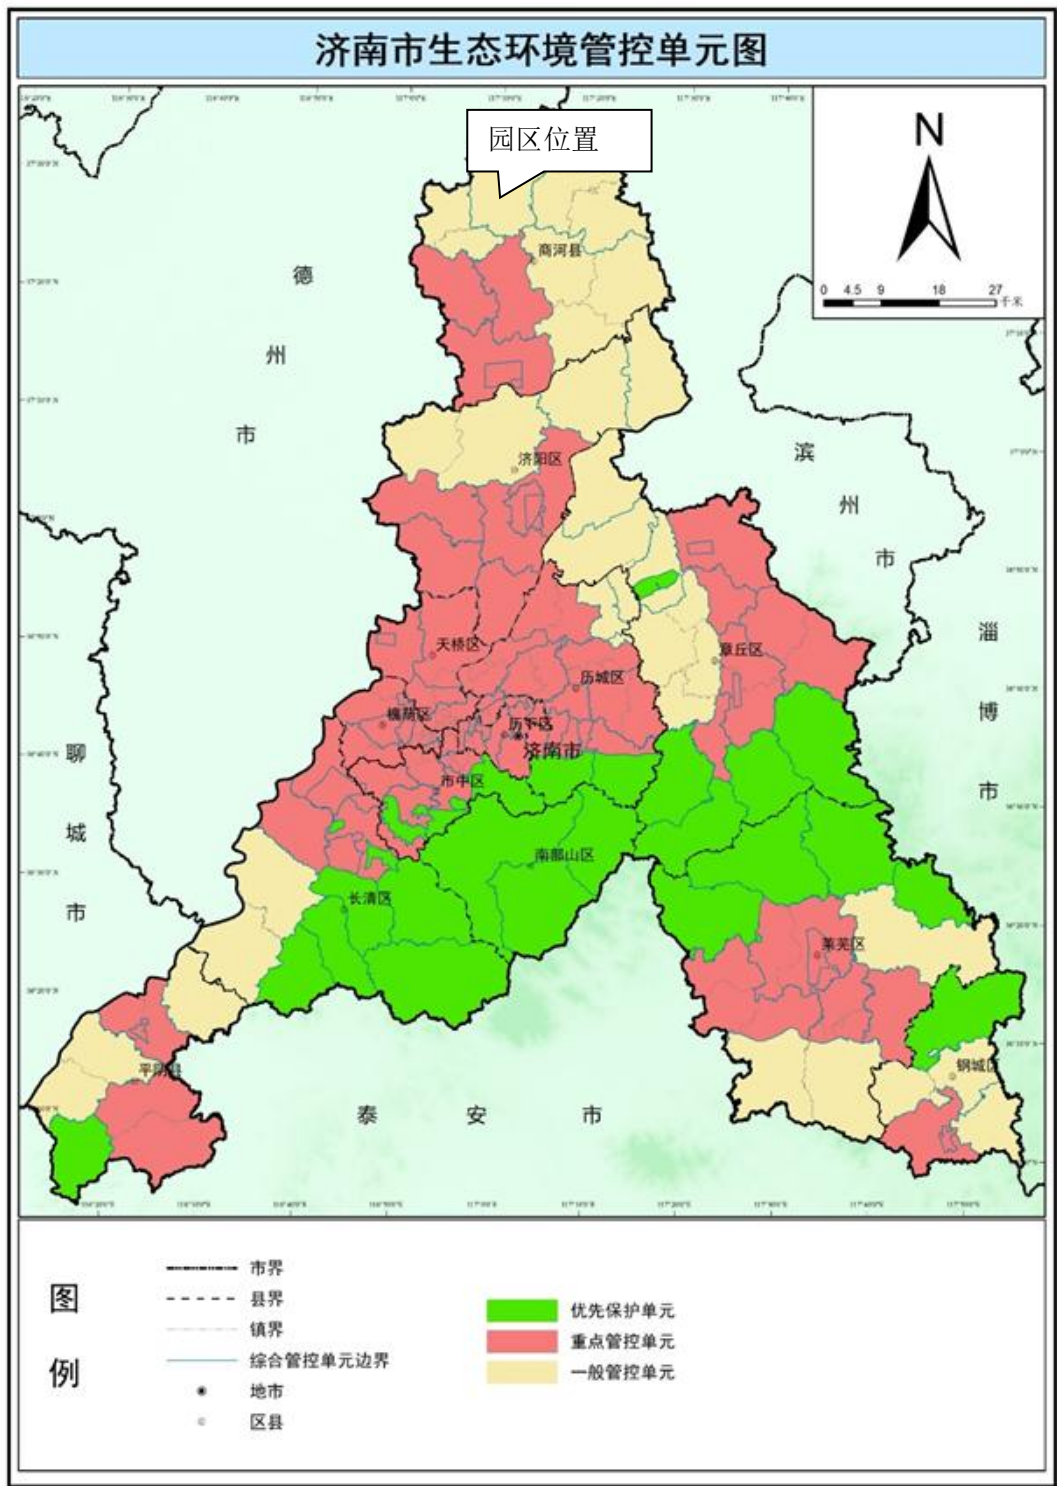 济南市生态环境管控单元图
园区位置
N
0 4.5 9 18 27
千米
商河县
德
州
市
济阳区
滨
州
市
淄
博
市
天桥区
章丘区
历城区
槐荫区
历下区
济南市
市中区
聊
城
市
南部山区
长清区
莱芜区
平阴县
钢城区
泰 安 市
图
例
市界
县界
镇界
综合管控单元边界
地市
区县
优先保护单元
重点管控单元
一般管控单元